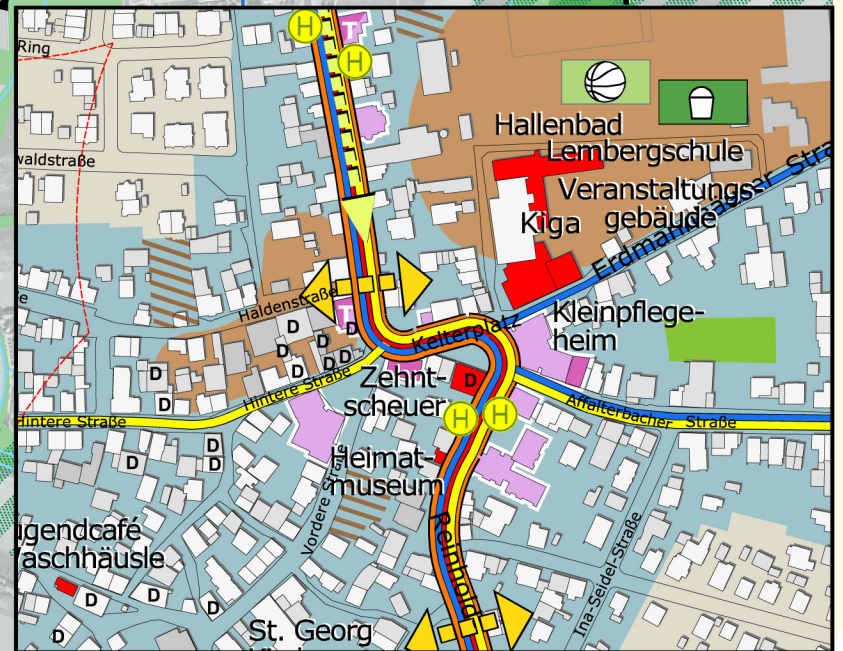 H
T
H
Ring
Hallenbad
Lembergschule
waldstraße
Veranstaltungs-
gebäude
Kiga
Erdmannhäuser Stra
Haldenstraße
T
Kelterplatz
Kleinpflege-
heim
D
D
D
D
D
D
D
D
D
Zehnt-
scheuer
D
Hintere Straße
Hintere Straße
H
H
Affalterbacher Straße
D
D
D
Heimat-
museum
Vordere Straße
Reinhold
Ina-Seidel-Straße
ugendcafé
aschhäusle
D
D
D
D
St. Georg